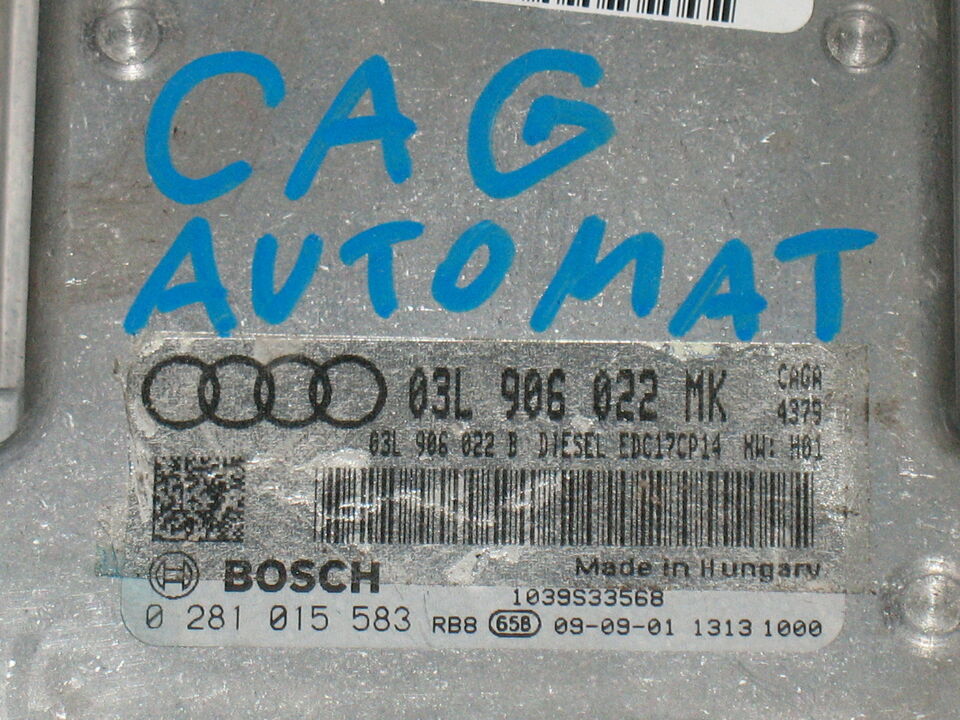 CAG
AUTOMAT
03L 906 022 MK
CAGA
4379
03L 906 022 B DIESEL EDC17CP14 HW: H01
BOSCH
Made in Hungary
1039S33568
0 281 015 583
RB8 658 09-09-01 1313 1000